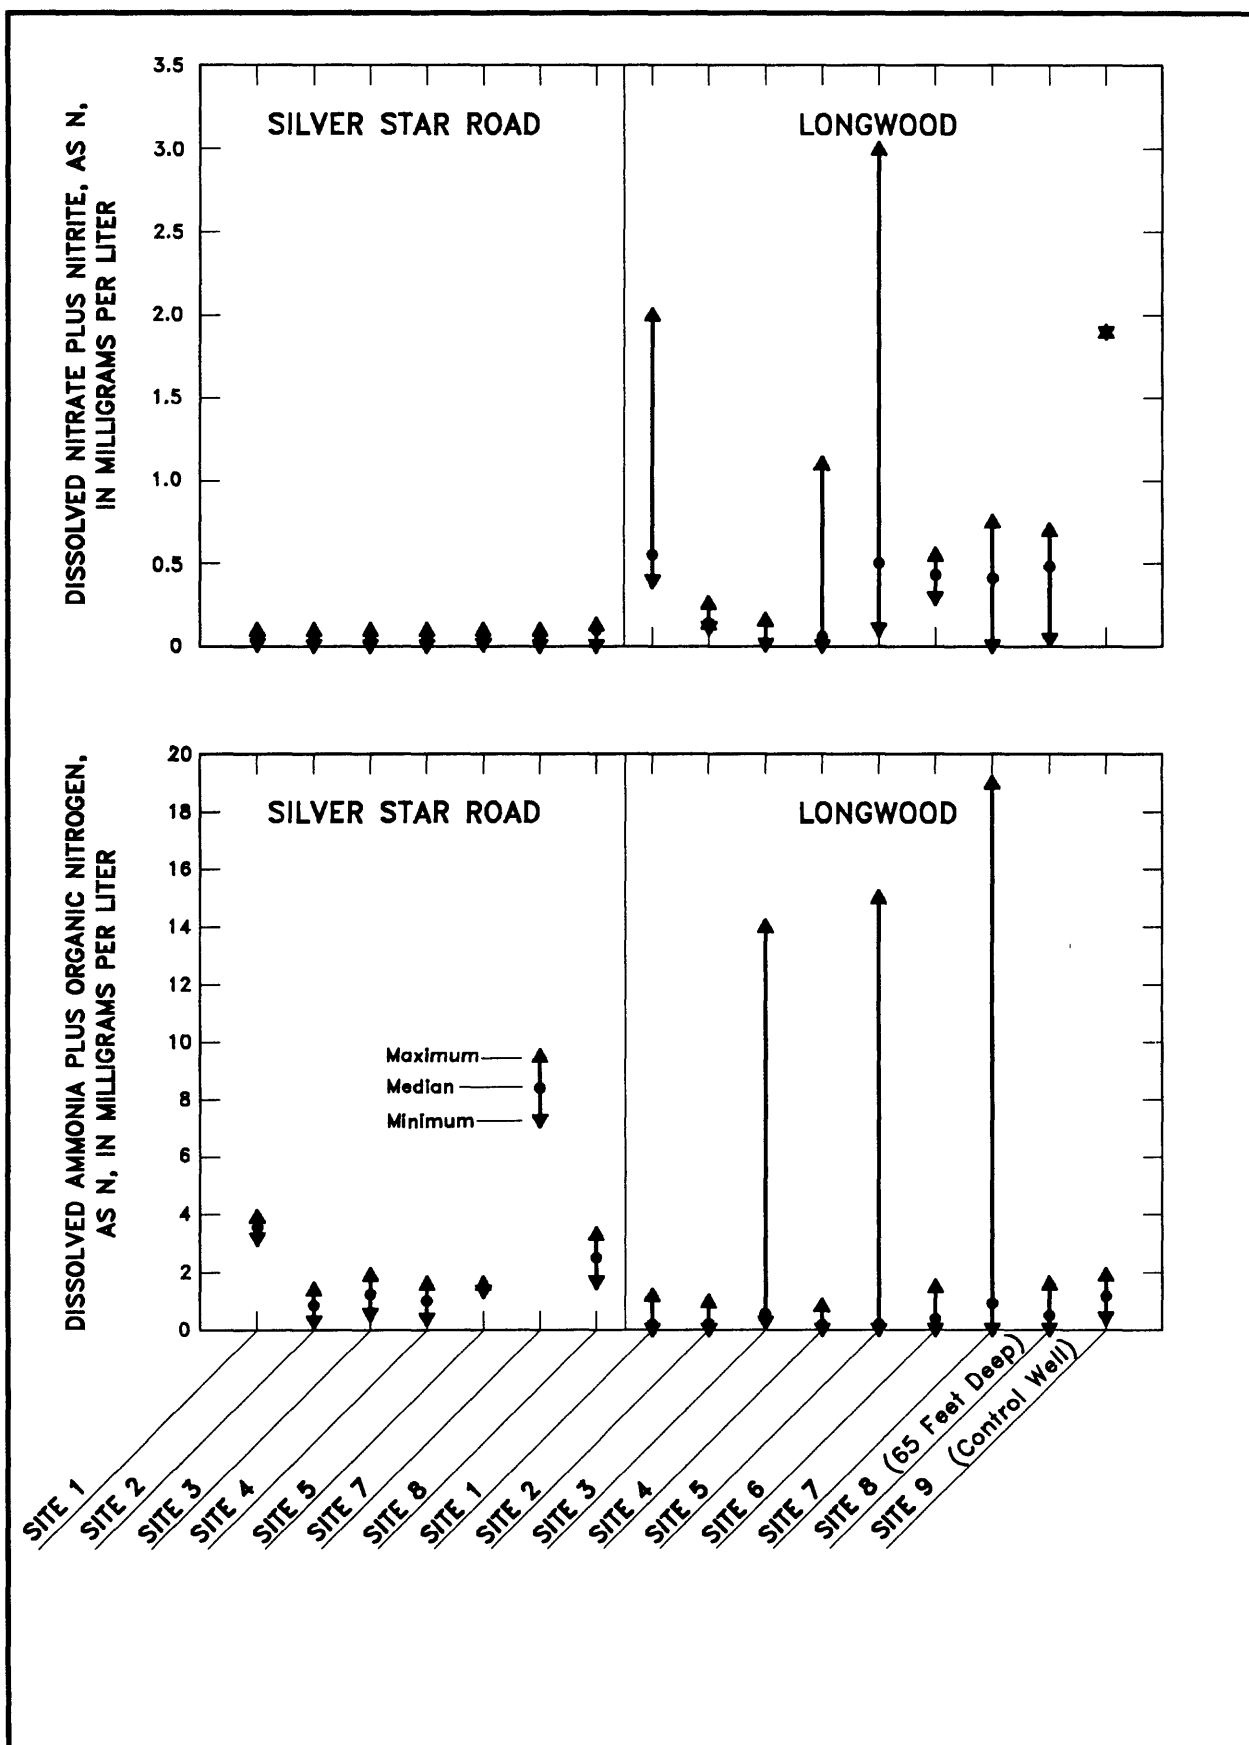 DISSOLVED NITRATE PLUS NITRITE, AS N,
IN MILLIGRAMS PER LITER
3.5
3.0
2.5
2.0
1.5
1.0
0.5
0
SILVER STAR ROAD
LONGWOOD
DISSOLVED AMMONIA PLUS ORGANIC NITROGEN,
AS N, IN MILLIGRAMS PER LITER
20
18
16
14
12
10
8
6
4
2
0
SILVER STAR ROAD
LONGWOOD
Maximum
Median
Minimum
SITE 1
SITE 2
SITE 3
SITE 4
SITE 5
SITE 7
SITE 8
SITE 1
SITE 2
SITE 3
SITE 4
SITE 5
SITE 6
SITE 7
SITE 8 (65 Feet Deep)
SITE 9 (Control Well)